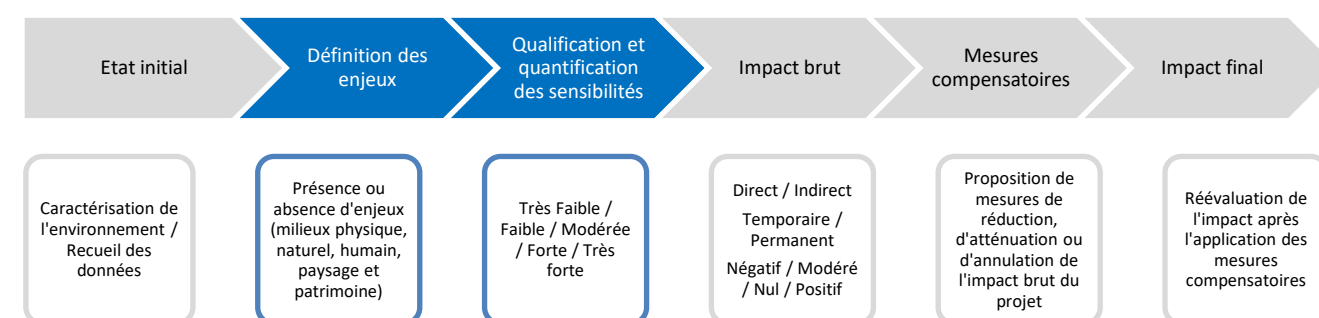 Etat initial
Définition des
enjeux
Qualification et
quantification
des sensibilités
Impact brut
Mesures
compensatoires
Impact final
Caractérisation de
l'environnement /
Recueil des
données
Présence ou
absence d'enjeux
(milieux physique,
naturel, humain,
paysage et
patrimoine)
Très Faible /
Faible / Modérée
/ Forte / Très
forte
Direct / Indirect
Temporaire /
Permanent
Négatif / Modéré
/ Nul / Positif
Proposition de
mesures de
réduction,
d'atténuation ou
d'annulation de
l'impact brut du
projet
Réévaluation de
l'impact après
l'application des
mesures
compensatoires